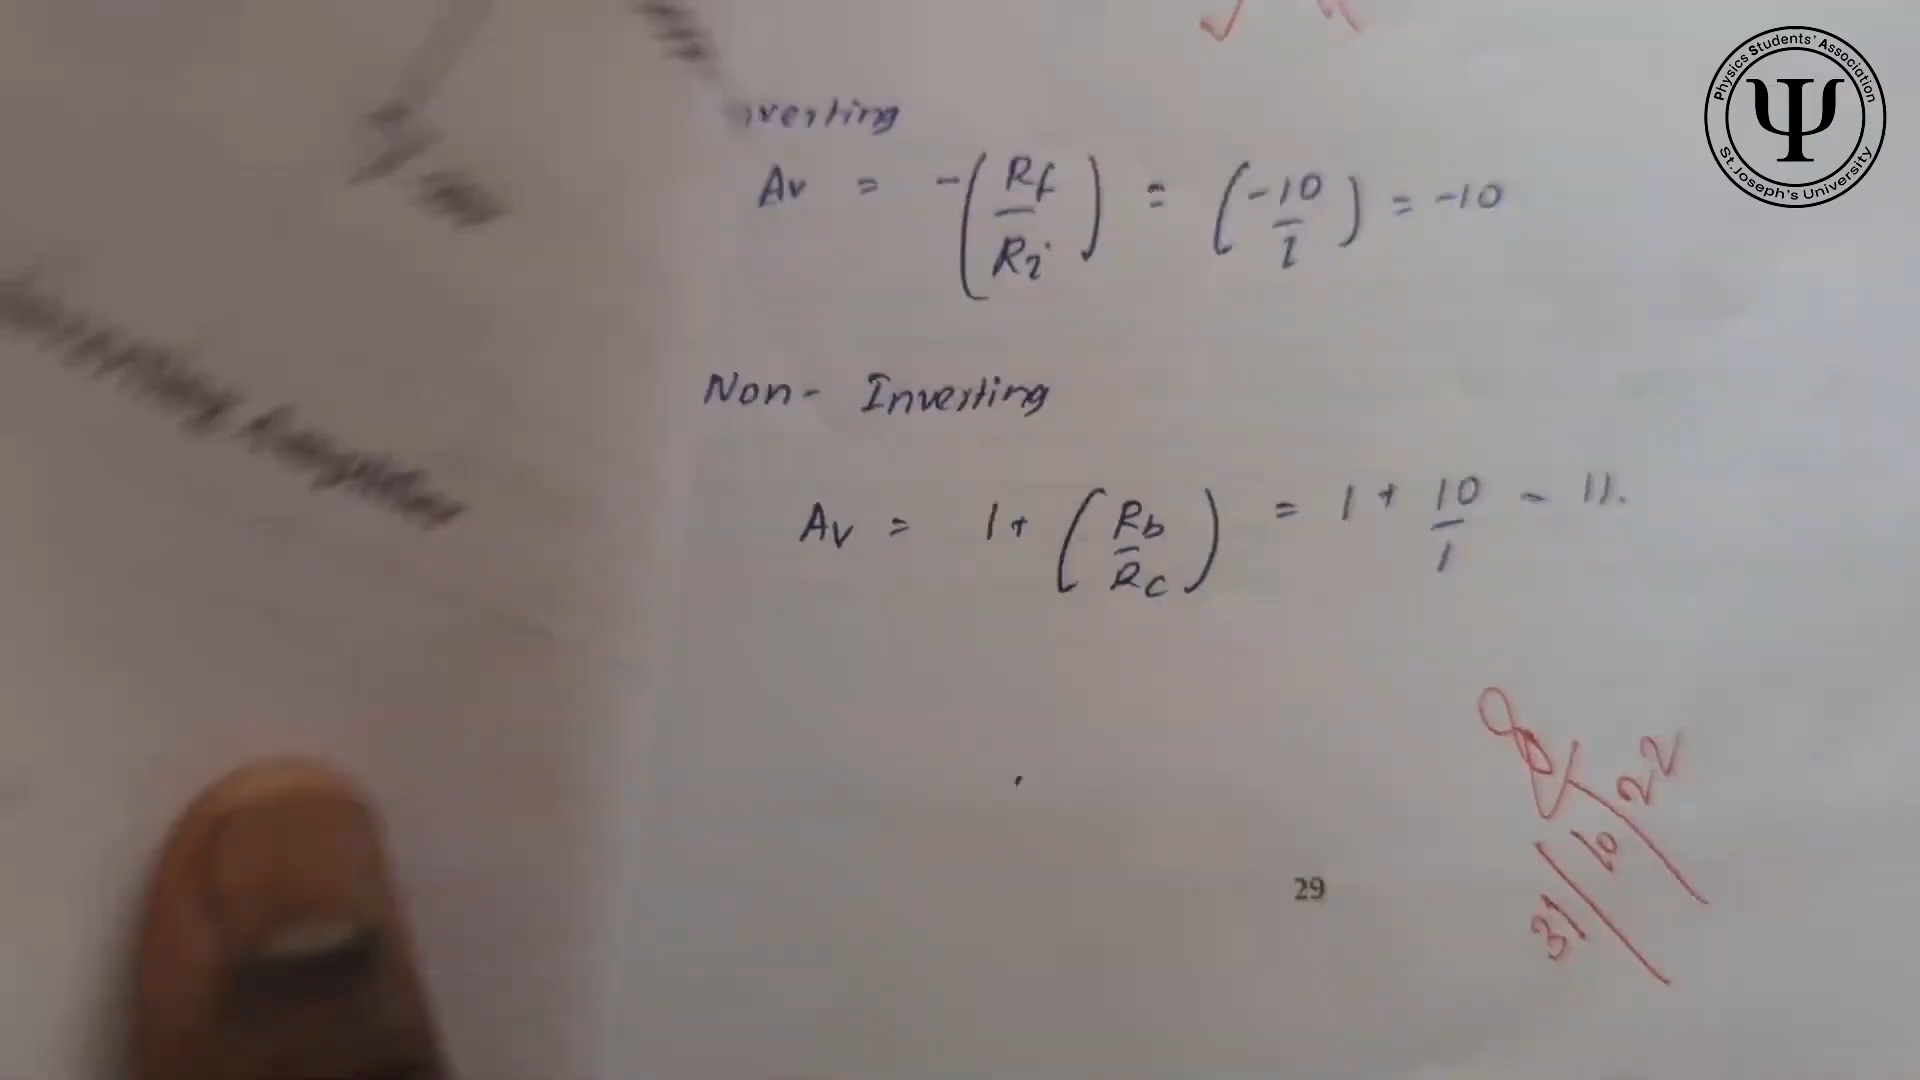 Physics Students' Association
Ψ
St. Joseph's University
nverting
Av = -(Rf/Ri) = (-10/1) = -10
Non- Inverting
Av = 1+ (Rb/Rc) = 1 + 10/1 - 11.
31/10/22
29